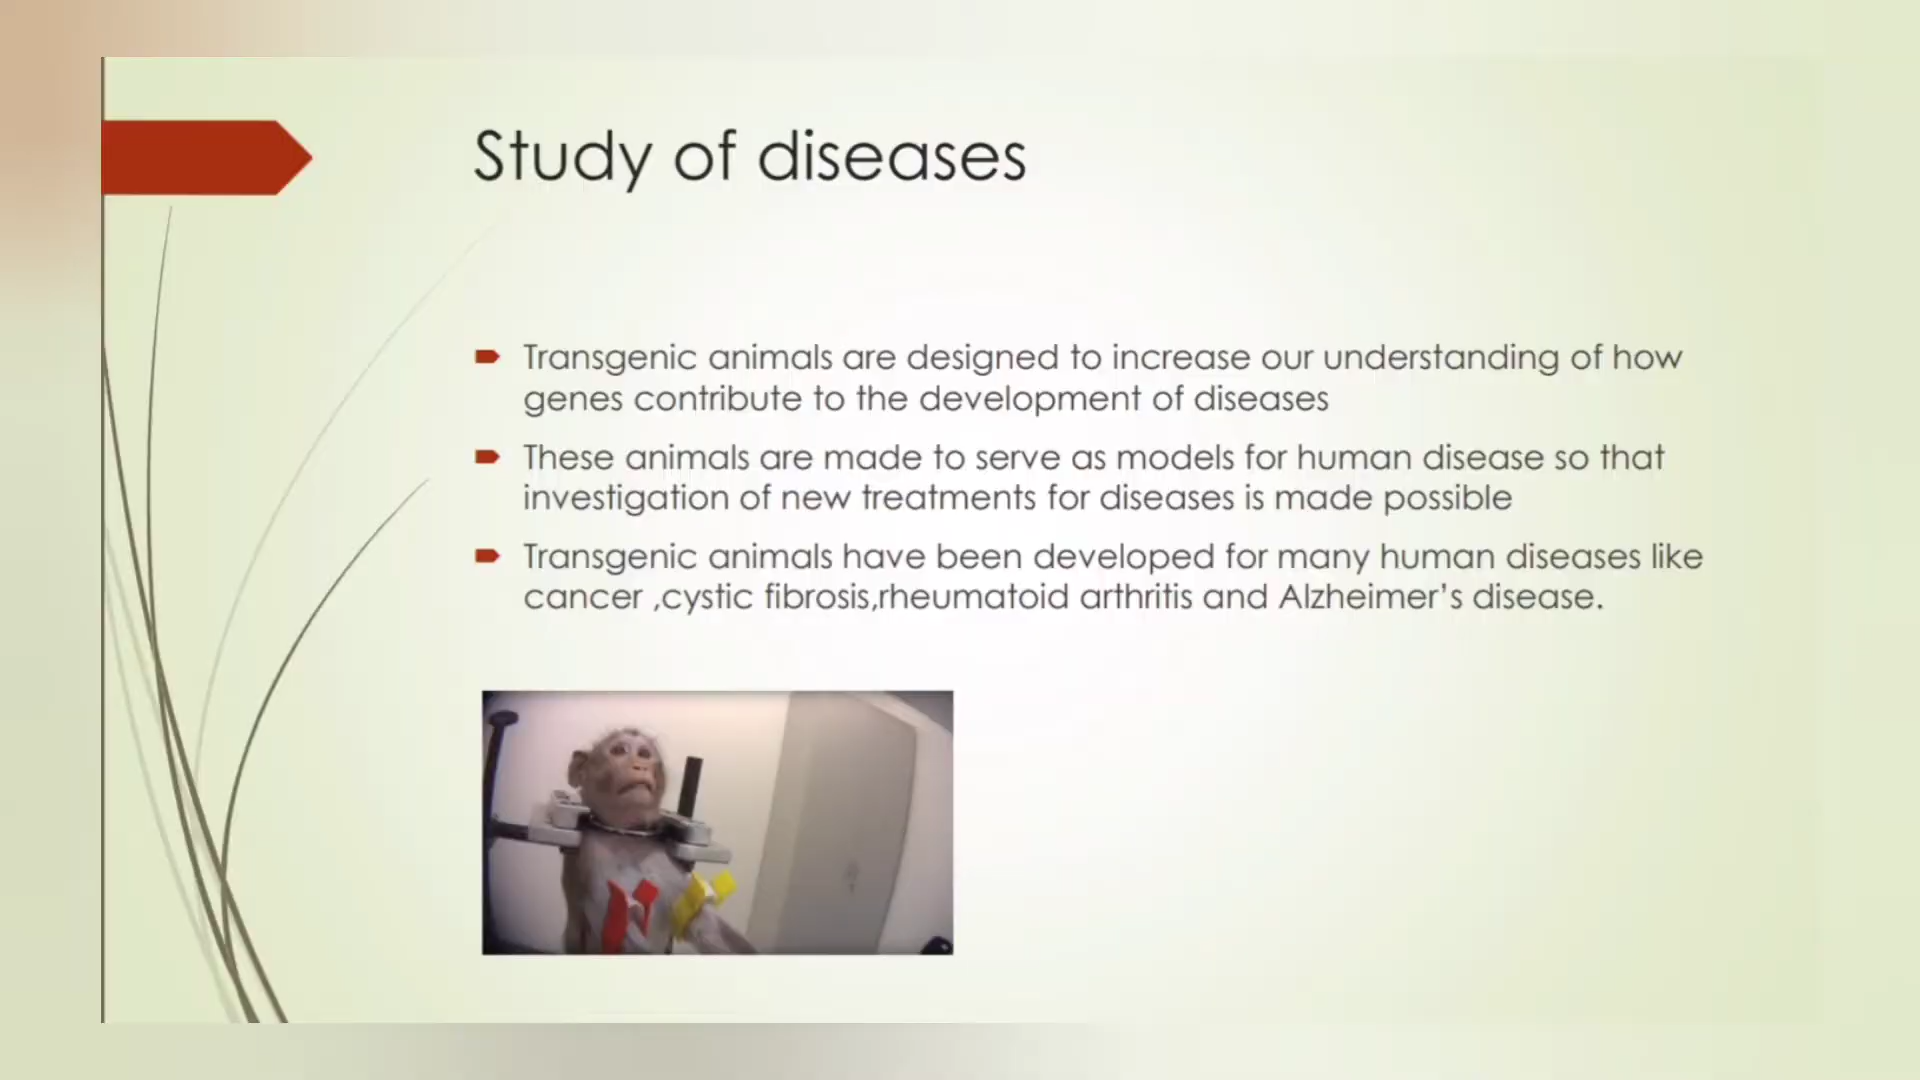 Study of diseases
Transgenic animals are designed to increase our understanding of how
genes contribute to the development of diseases
These animals are made to serve as models for human disease so that
investigation of new treatments for diseases is made possible
Transgenic animals have been developed for many human diseases like
cancer ,cystic fibrosis,rheumatoid arthritis and Alzheimer’s disease.